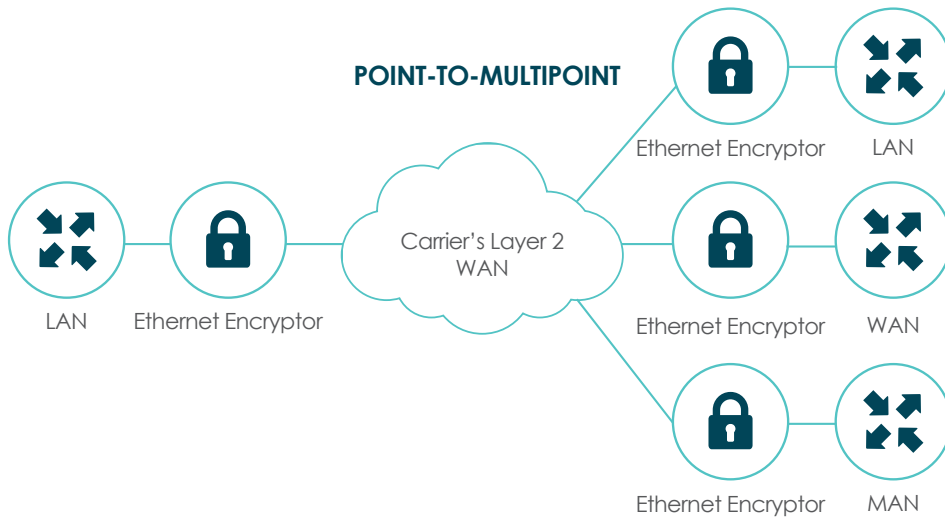 POINT-TO-MULTIPOINT
Ethernet Encryptor
LAN
Carrier’s Layer 2
WAN
LAN
Ethernet Encryptor
Ethernet Encryptor
WAN
Ethernet Encryptor
MAN